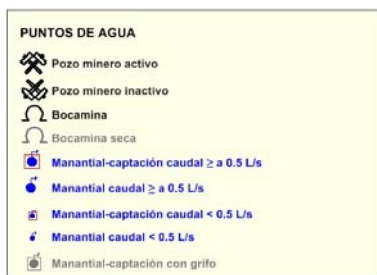 PUNTOS DE AGUA
Pozo minero activo
Pozo minero inactivo
Bocamina
Bocamina seca
Manantial-captación caudal ≥ a 0.5 L/s
Manantial caudal ≥ a 0.5 L/s
Manantial-captación caudal < 0.5 L/s
Manantial caudal < 0.5 L/s
Manantial-captación con grifo